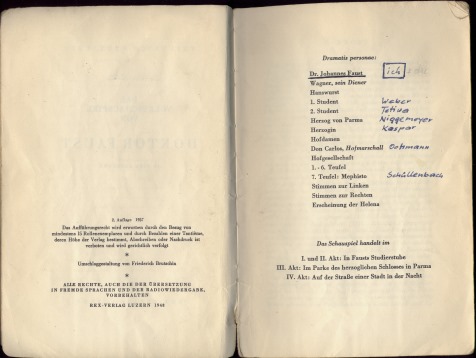 2. Auflage 1957
Das Aufführungsrecht wird erworben durch den Bezug von
mindestens 15 Rollenexemplaren und durch Bezahlen einer Tantième,
deren Höhe der Verlag bestimmt, Abschreiben oder Nachdruck ist
verboten und wird gerichtlich verfolgt
*
Umschlaggestaltung von Friederich Brutschin
*
ALLE RECHTE, AUCH DIE DER ÜBERSETZUNG
IN FREMDE SPRACHEN UND DER RADIOWIEDERGABE,
VORBEHALTEN
REX-VERLAG LUZERN 1948
Dramatis personae:
Dr. Johannes Faust ich
Wagner, sein Diener
Hanswurst
1. Student Weber
2. Student Tetiva
Herzog von Parma Niggemeyer
Herzogin Kaspar
Hofdamen
Don Carlos, Hofmarschall
Hofgesellschaft
1.-6. Teufel
7. Teufel: Mephisto Schüllenbach
Stimmen zur Linken
Stimmen zur Rechten
Erscheinung der Helena
Das Schauspiel handelt im
I. und II. Akt: In Fausts Studierstube
III. Akt: Im Parke des herzoglichen Schlosses in Parma
IV. Akt: Auf der Straße einer Stadt in der Nacht